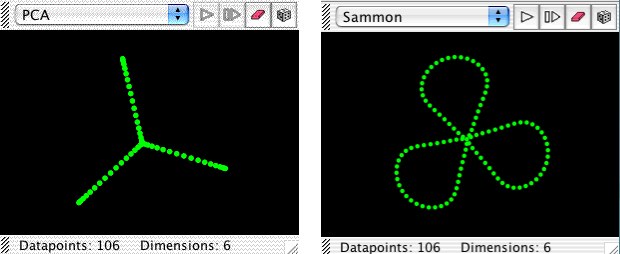 PCA
Sammon
Datapoints: 106 Dimensions: 6
Datapoints: 106 Dimensions: 6